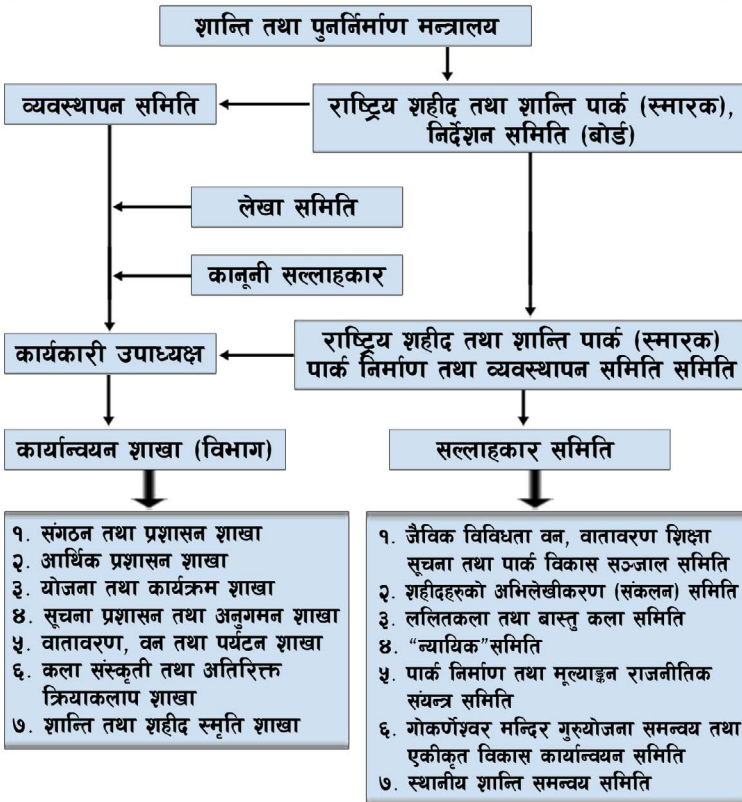 शान्ति तथा पुनर्निर्माण मन्त्रालय
व्यवस्थापन समिति
राष्ट्रिय शहीद तथा शान्ति पार्क (स्मारक),
निर्देशन समिति (बोर्ड)
लेखा समिति
कानूनी सल्लाहकार
कार्यकारी उपाध्यक्ष
राष्ट्रिय शहीद तथा शान्ति पार्क (स्मारक)
पार्क निर्माण तथा व्यवस्थापन समिति समिति
कार्यान्वयन शाखा (विभाग)
सल्लाहकार समिति
१. संगठन तथा प्रशासन शाखा
२. आर्थिक प्रशासन शाखा
३. योजना तथा कार्यक्रम शाखा
४. सूचना प्रशासन तथा अनुगमन शाखा
५. वातावरण, वन तथा पर्यटन शाखा
६. कला संस्कृती तथा अतिरिक्त
क्रियाकलाप शाखा
७. शान्ति तथा शहीद स्मृति शाखा
१. जैविक विविधता वन, वातावरण शिक्षा
सूचना तथा पार्क विकास सञ्जाल समिति
२. शहीदहरुको अभिलेखीकरण (संकलन) समिति
३. ललितकला तथा बास्तु कला समिति
४. “न्यायिक”समिति
५. पार्क निर्माण तथा मूल्याङ्कन राजनीतिक
संयन्त्र समिति
६. गोकर्णेश्वर मन्दिर गुरुयोजना समन्वय तथा
एकीकृत विकास कार्यान्वयन समिति
७. स्थानीय शान्ति समन्वय समिति